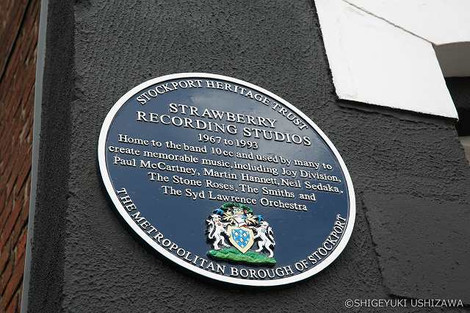 STOCKPORT HERITAGE TRUST
STRAWBERRY
RECORDING STUDIOS
1967 to 1993
Home to the band 10cc and used by many to
create memorable music, including Joy Division,
Paul McCartney, Martin Hannett, Neil Sedaka,
The Stone Roses, The Smiths and
The Syd Lawrence Orchestra
THE METROPOLITAN BOROUGH OF STOCKPORT
©SHIGEYUKI USHIZAWA